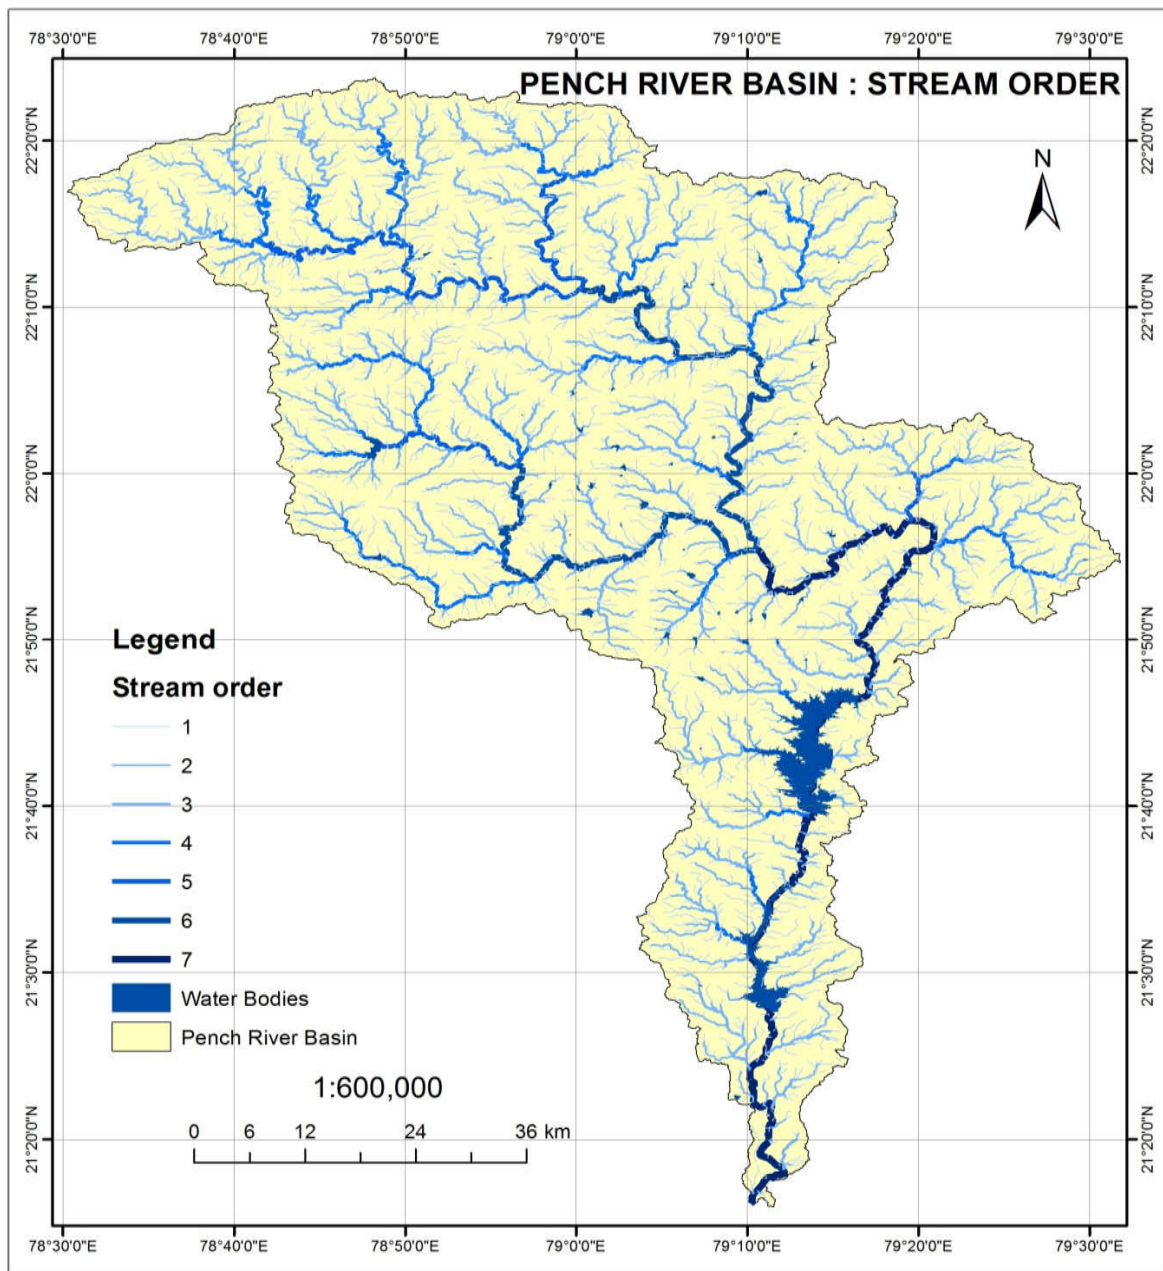 78°30'0"E 78°40'0"E 78°50'0"E 79°0'0"E 79°10'0"E 79°20'0"E 79°30'0"E
PENCH RIVER BASIN : STREAM ORDER
N
22°20'0"N 22°20'0"N
22°10'0"N 22°10'0"N
22°0'0"N 22°0'0"N
21°50'0"N 21°50'0"N
Legend
Stream order
1
2
3
21°40'0"N 21°40'0"N
4
5
6
7
21°30'0"N 21°30'0"N
Water Bodies
Pench River Basin
1:600,000
0 6 12 24 36 km
21°20'0"N 21°20'0"N
78°30'0"E 78°40'0"E 78°50'0"E 79°0'0"E 79°10'0"E 79°20'0"E 79°30'0"E